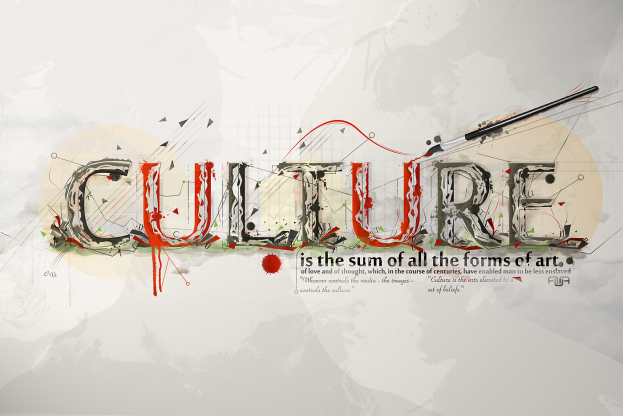 CULTURE
is the sum of all the forms of art,
of love and of thought, which, in the course of centuries, have enabled man to be less enslaved
"Whoever controls the media - the images -
controls the culture."
"Culture is the arts elevated to a
set of beliefs."